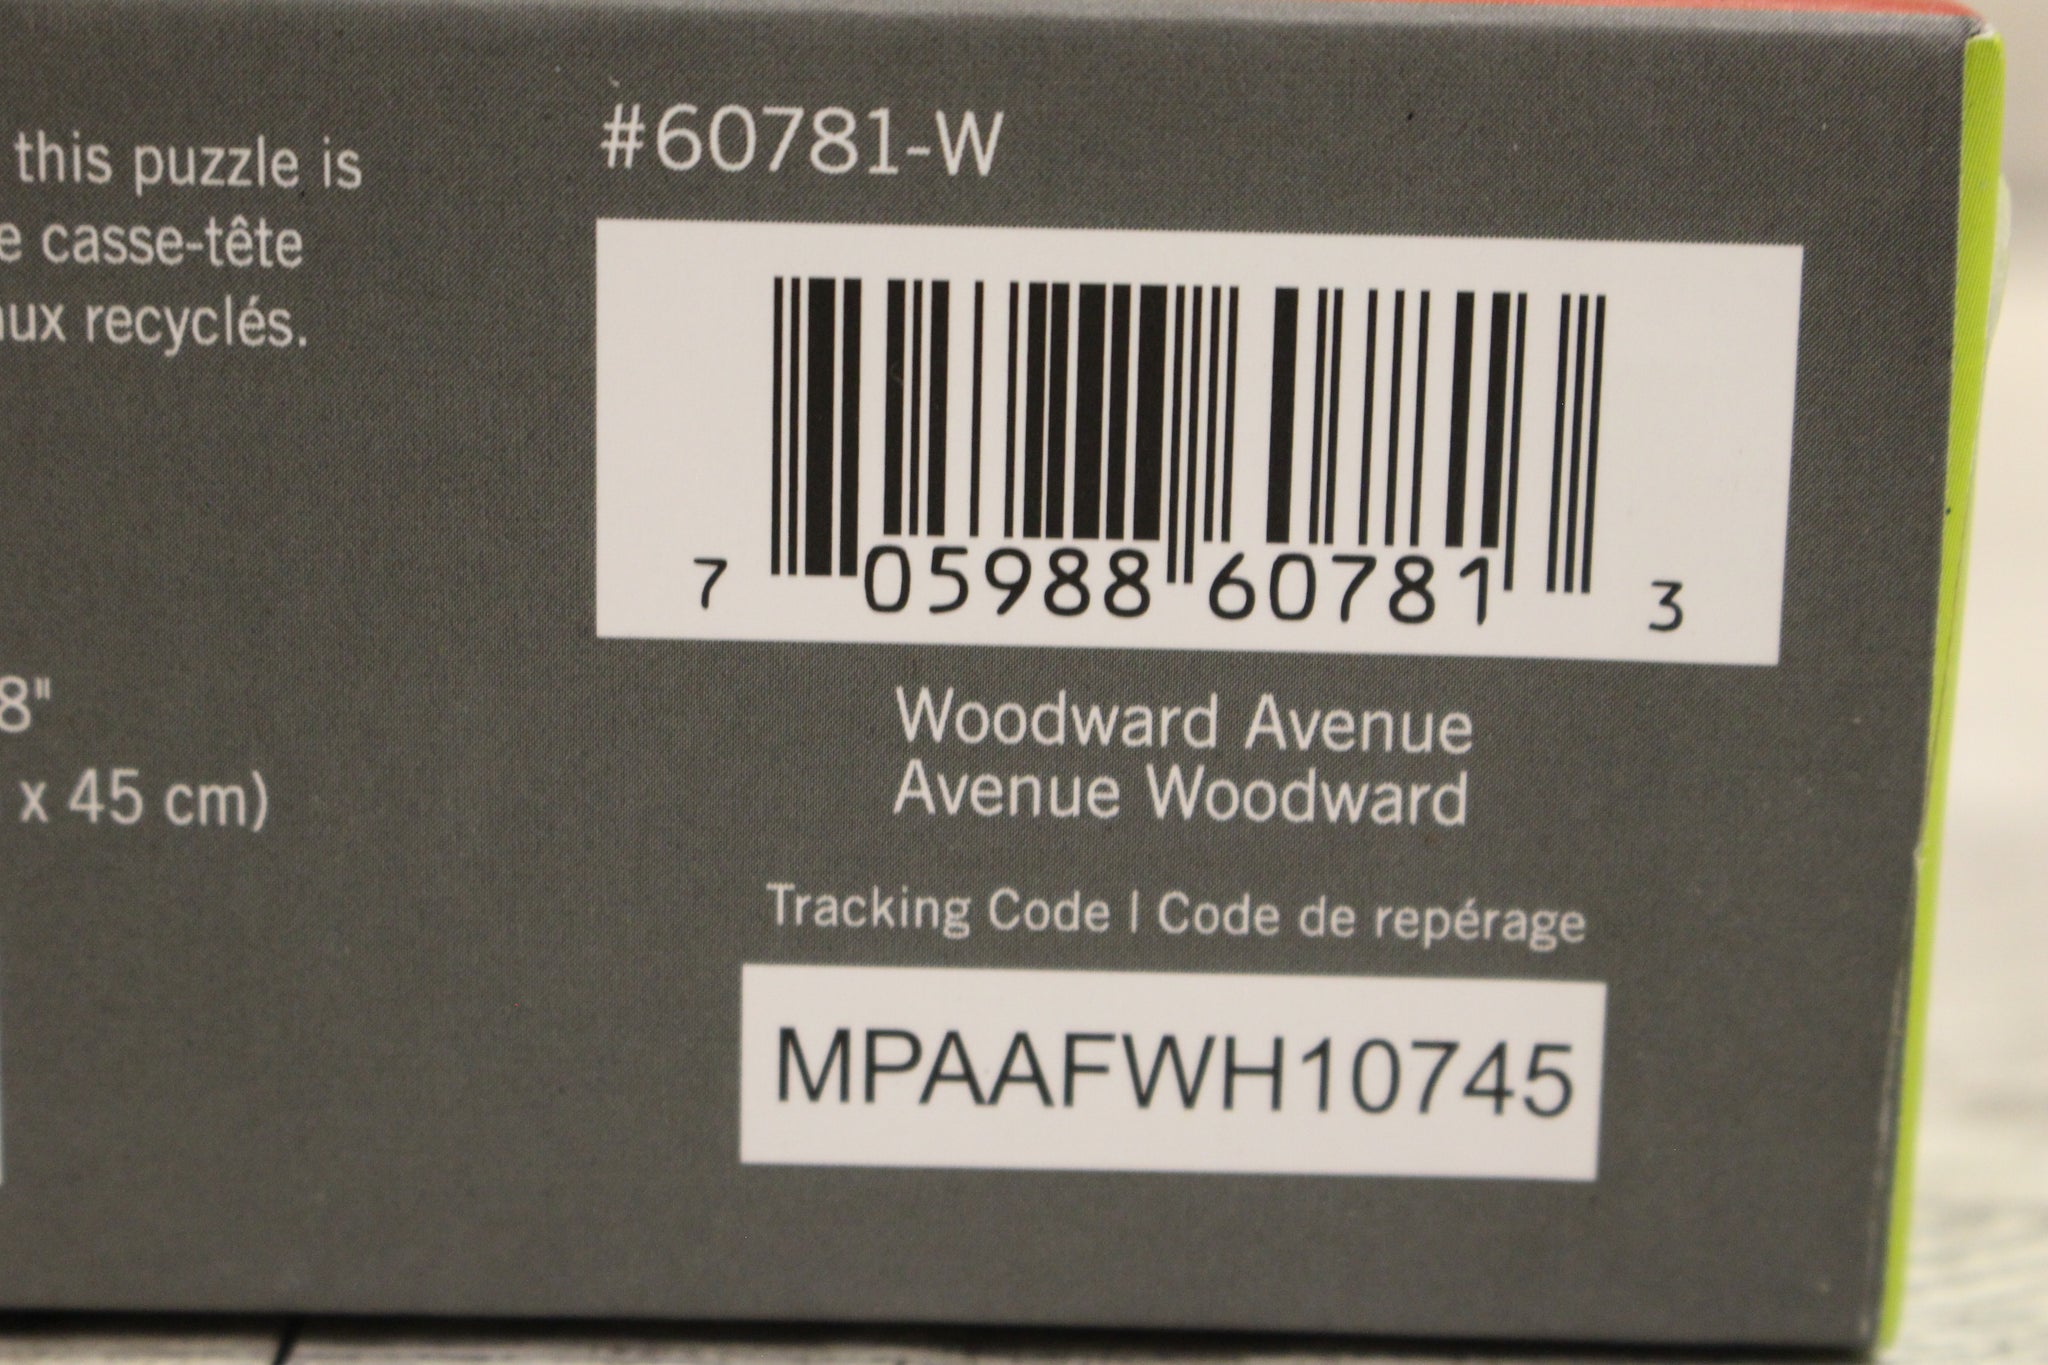 this puzzle is
e casse-tête
ux recyclés.
8"
x 45 cm)
#60781-W
7 05988 60781 3
Woodward Avenue
Avenue Woodward
Tracking Code | Code de repérage
MPAAFWH10745